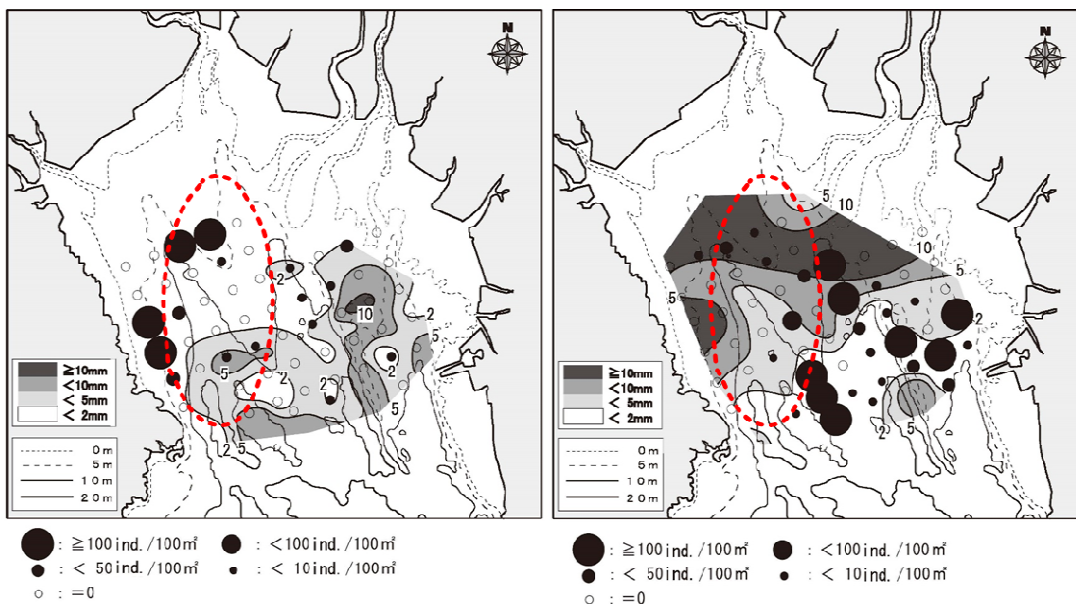 N
2
10
2
5
2
2
2
5
2
5
≧10mm
<10mm
< 5mm
< 2mm
0m
5m
10m
20m
: ≧100ind./100㎡
: <100ind./100㎡
: < 50ind./100㎡
: < 10ind./100㎡
: =0
N
5
10
10
5
5
2
2
5
≧10mm
<10mm
< 5mm
< 2mm
0m
5m
10m
20m
: ≧100ind./100㎡
: <100ind./100㎡
: < 50ind./100㎡
: < 10ind./100㎡
: =0